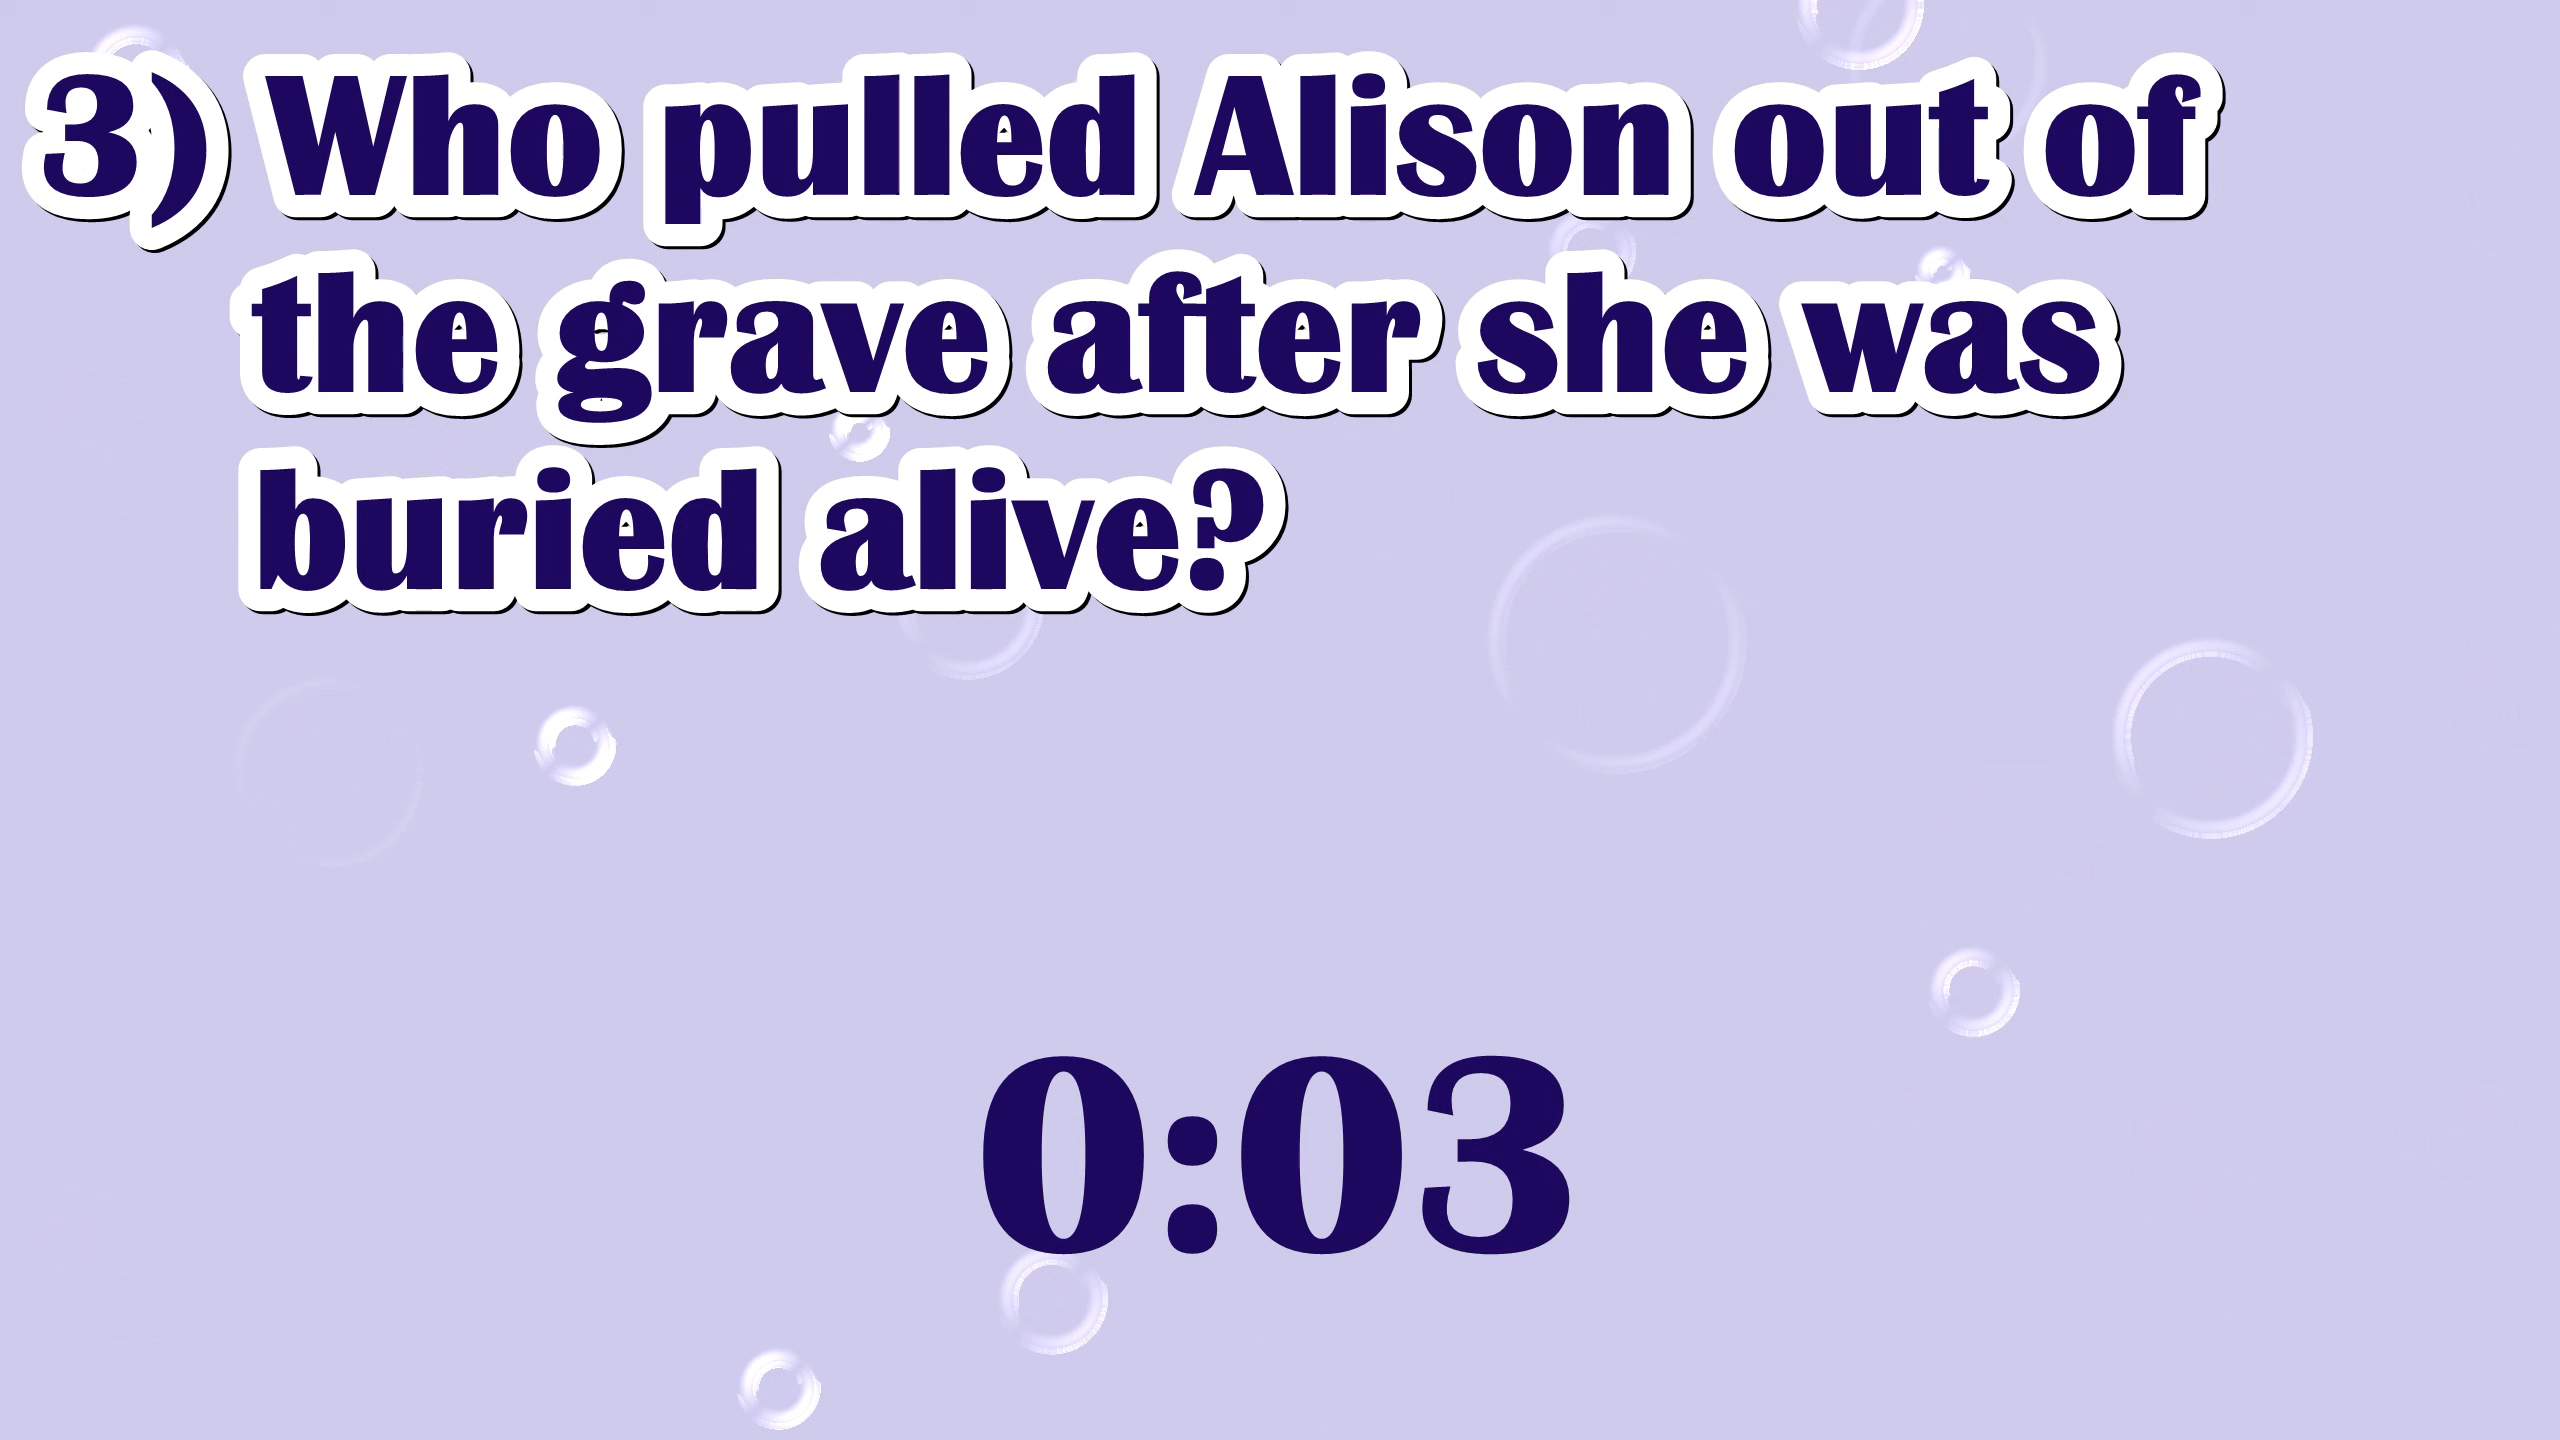 3) Who pulled Alison out of
the grave after she was
buried alive?
0:03